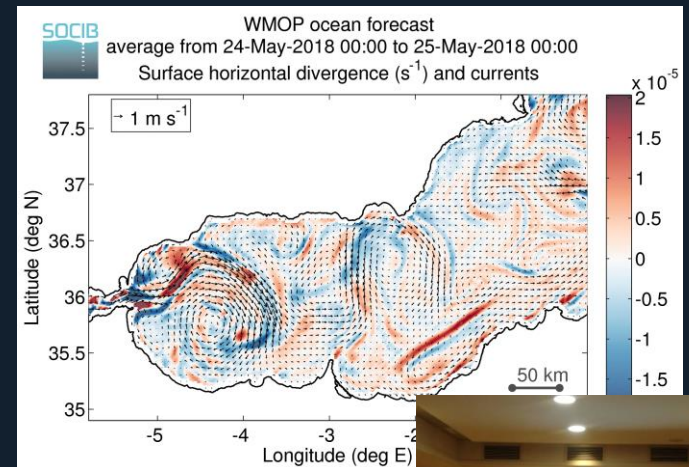 SOCIB
WMOP ocean forecast
average from 24-May-2018 00:00 to 25-May-2018 00:00
Surface horizontal divergence (s⁻¹) and currents
→ 1 m s⁻¹
x 10⁻⁵
Latitude (deg N)
37.5
37
36.5
36
35.5
35
2
1.5
1
0.5
0
-0.5
-1
-1.5
50 km
-5
-4
-3
Longitude (deg E)